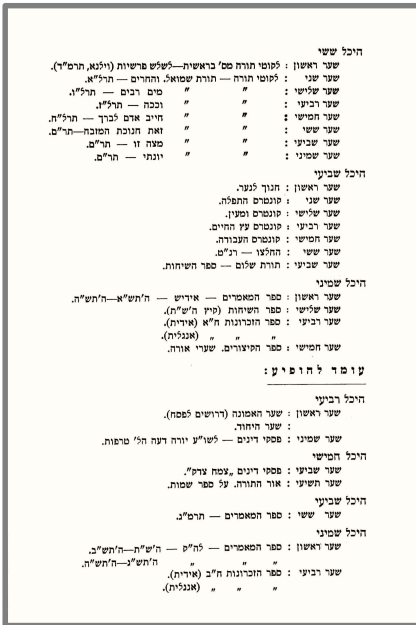 היכל ששי
שער ראשון : לקוטי תורה מס' בראשית—לשלש פרשיות (וילנא, תרמ"ד).
שער שני : לקוטי תורה — תורת שמואל. והחרים — תרל"א.
שער שלישי : " " " מים רבים — תרל"ו.
שער רביעי : " " " וככה — תרל"ז.
שער חמישי : " " " חייב אדם לברך — תרל"ח.
שער ששי : " " " זאת חנוכת המזבח—תר"ם.
שער שביעי : " " " מצה זו — תר"ם.
שער שמיני : " " " יונתי — תר"ם.
היכל שביעי
שער ראשון : חנוך לנער.
שער שני : קונטרס התפלה.
שער שלישי : קונטרס ומעין.
שער רביעי : קונטרס עץ החיים.
שער חמישי : קונטרס העבודה.
שער ששי : החלצו — רנ"ט.
שער שביעי : תורת שלום — ספר השיחות.
היכל שמיני
שער ראשון : ספר המאמרים — אידיש — ה'תש"א—ה'תש"ה.
שער שלישי : ספר השיחות (קיץ ה'ש"ת).
שער רביעי : ספר הזכרונות ח"א (אידית).
" " " (אנגלית).
שער חמישי : ספר הקיצורים. שערי אורה.
עומד להופיע:
היכל רביעי
שער ראשון : שער האמונה (דרושים לפסח).
: שער היחוד.
שער שמיני : פסקי דינים — לשו"ע יורה דעה הל' טרפות.
היכל חמישי
שער שביעי : פסקי דינים „צמח צדק".
שער תשיעי : אור התורה. על ספר שמות.
היכל שביעי
שער ששי : ספר המאמרים — תרמ"ג.
היכל שמיני
שער ראשון : ספר המאמרים — לה"ק — ה'ש"ת—ה'תש"ב.
" " " ה'תש"ג—ה'תש"ה.
שער רביעי : ספר הזכרונות ח"ב (אידית).
" " " (אנגלית).